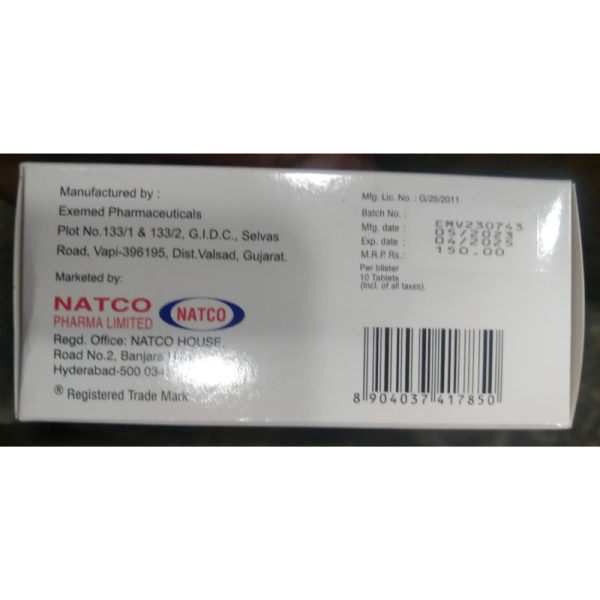 Manufactured by :
Exemed Pharmaceuticals
Plot No.133/1 & 133/2, G.I.D.C., Selvas
Road, Vapi-396195, Dist.Valsad, Gujarat.
Marketed by:
NATCO
PHARMA LIMITED
NATCO
Regd. Office: NATCO HOUSE,
Road No.2, Banjara
Hyderabad-500
® Registered Trade Mark
Mfg. Lic. No. : G/25/2011
Batch No. : EMV230743
Mfg. date : 05/2023
Exp. date : 04/2025
M.R.P. Rs.: 150.00
Per blister
10 Tablets
(Incl. of all taxes).
8 904037 417850